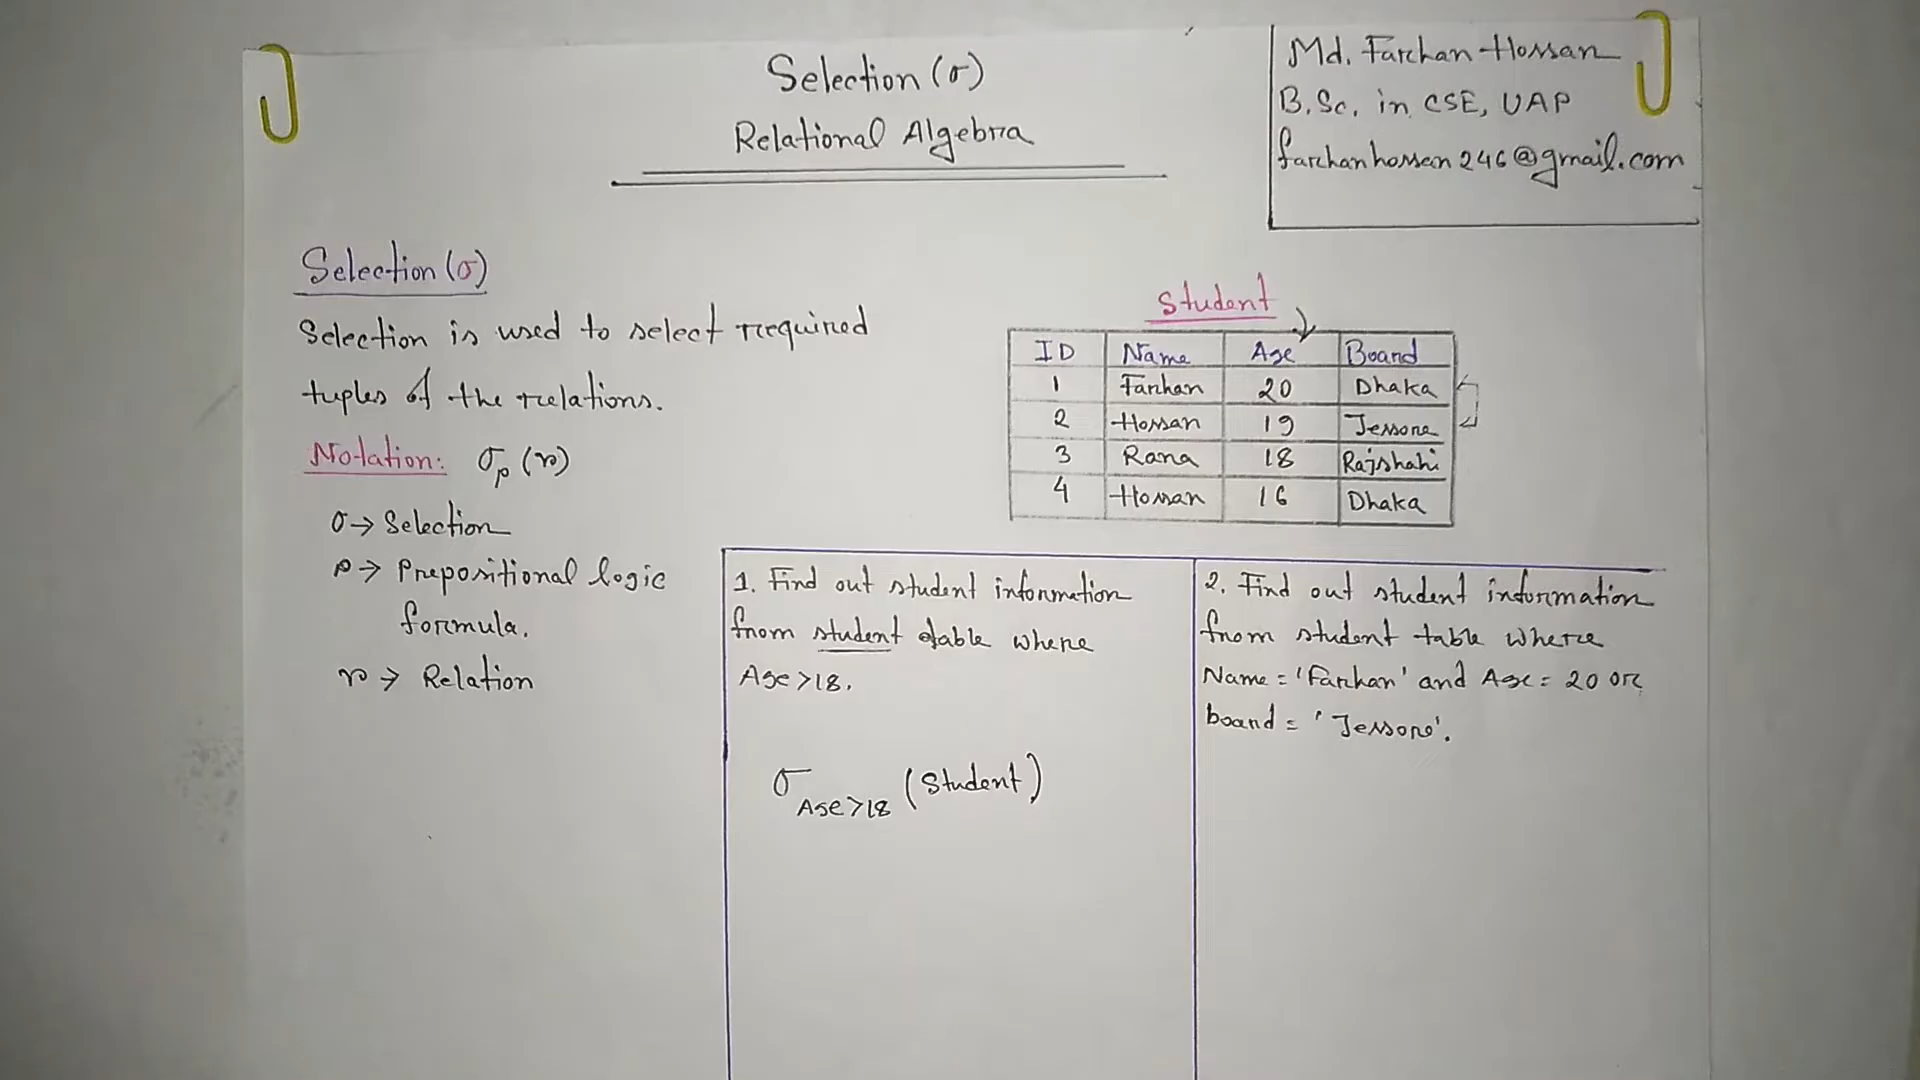 Selection (σ)
Relational Algebra
Md. Farhan Hossan
B.Sc. in CSE, UAP
farhanhossan246@gmail.com
Selection (σ)
Selection is used to select required
tuples of the relations.
Notation: σp (r)
σ → Selection
p → Prepositional logic
formula.
r → Relation
Student
ID Name Age Board
1 Farhan 20 Dhaka
2 Hossan 19 Jessore
3 Rana 18 Rajshahi
4 Hossan 16 Dhaka
1. Find out student information
from student table where
Age >18.
σ Age>18 (Student)
2. Find out student information
from student table where
Name = 'Farhan' and Age = 20 or
board = 'Jessore'.